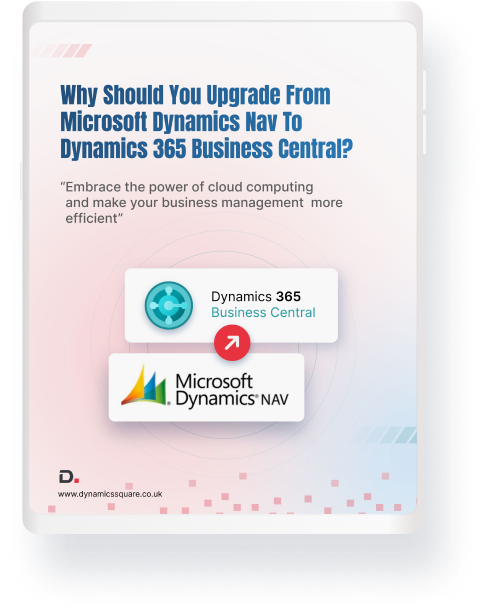 Why Should You Upgrade From
Microsoft Dynamics Nav To
Dynamics 365 Business Central?
“Embrace the power of cloud computing
and make your business management more
efficient”
Dynamics 365
Business Central
Microsoft
Dynamics® NAV
D.
www.dynamicssquare.co.uk